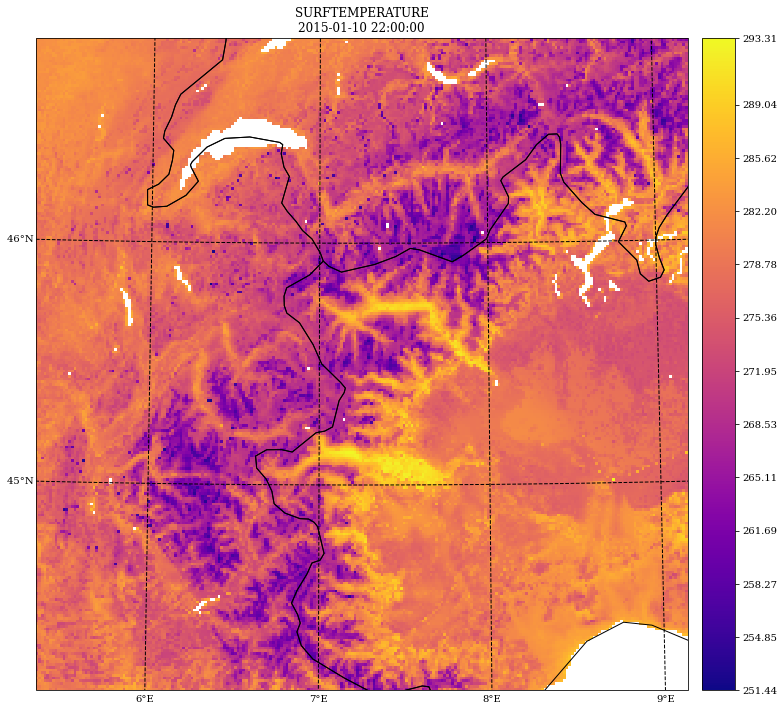 SURFTEMPERATURE
2015-01-10 22:00:00
293.31
289.04
285.62
282.20
278.78
275.36
271.95
268.53
265.11
261.69
258.27
254.85
251.44
46°N
45°N
6°E
7°E
8°E
9°E